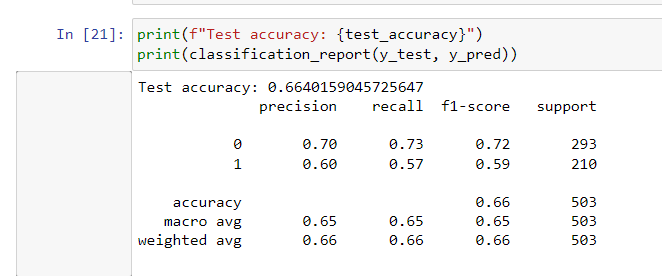 In [21]: print(f"Test accuracy: {test_accuracy}")
print(classification_report(y_test, y_pred))
Test accuracy: 0.6640159045725647
precision recall f1-score support
0 0.70 0.73 0.72 293
1 0.60 0.57 0.59 210
accuracy 0.66 503
macro avg 0.65 0.65 0.65 503
weighted avg 0.66 0.66 0.66 503